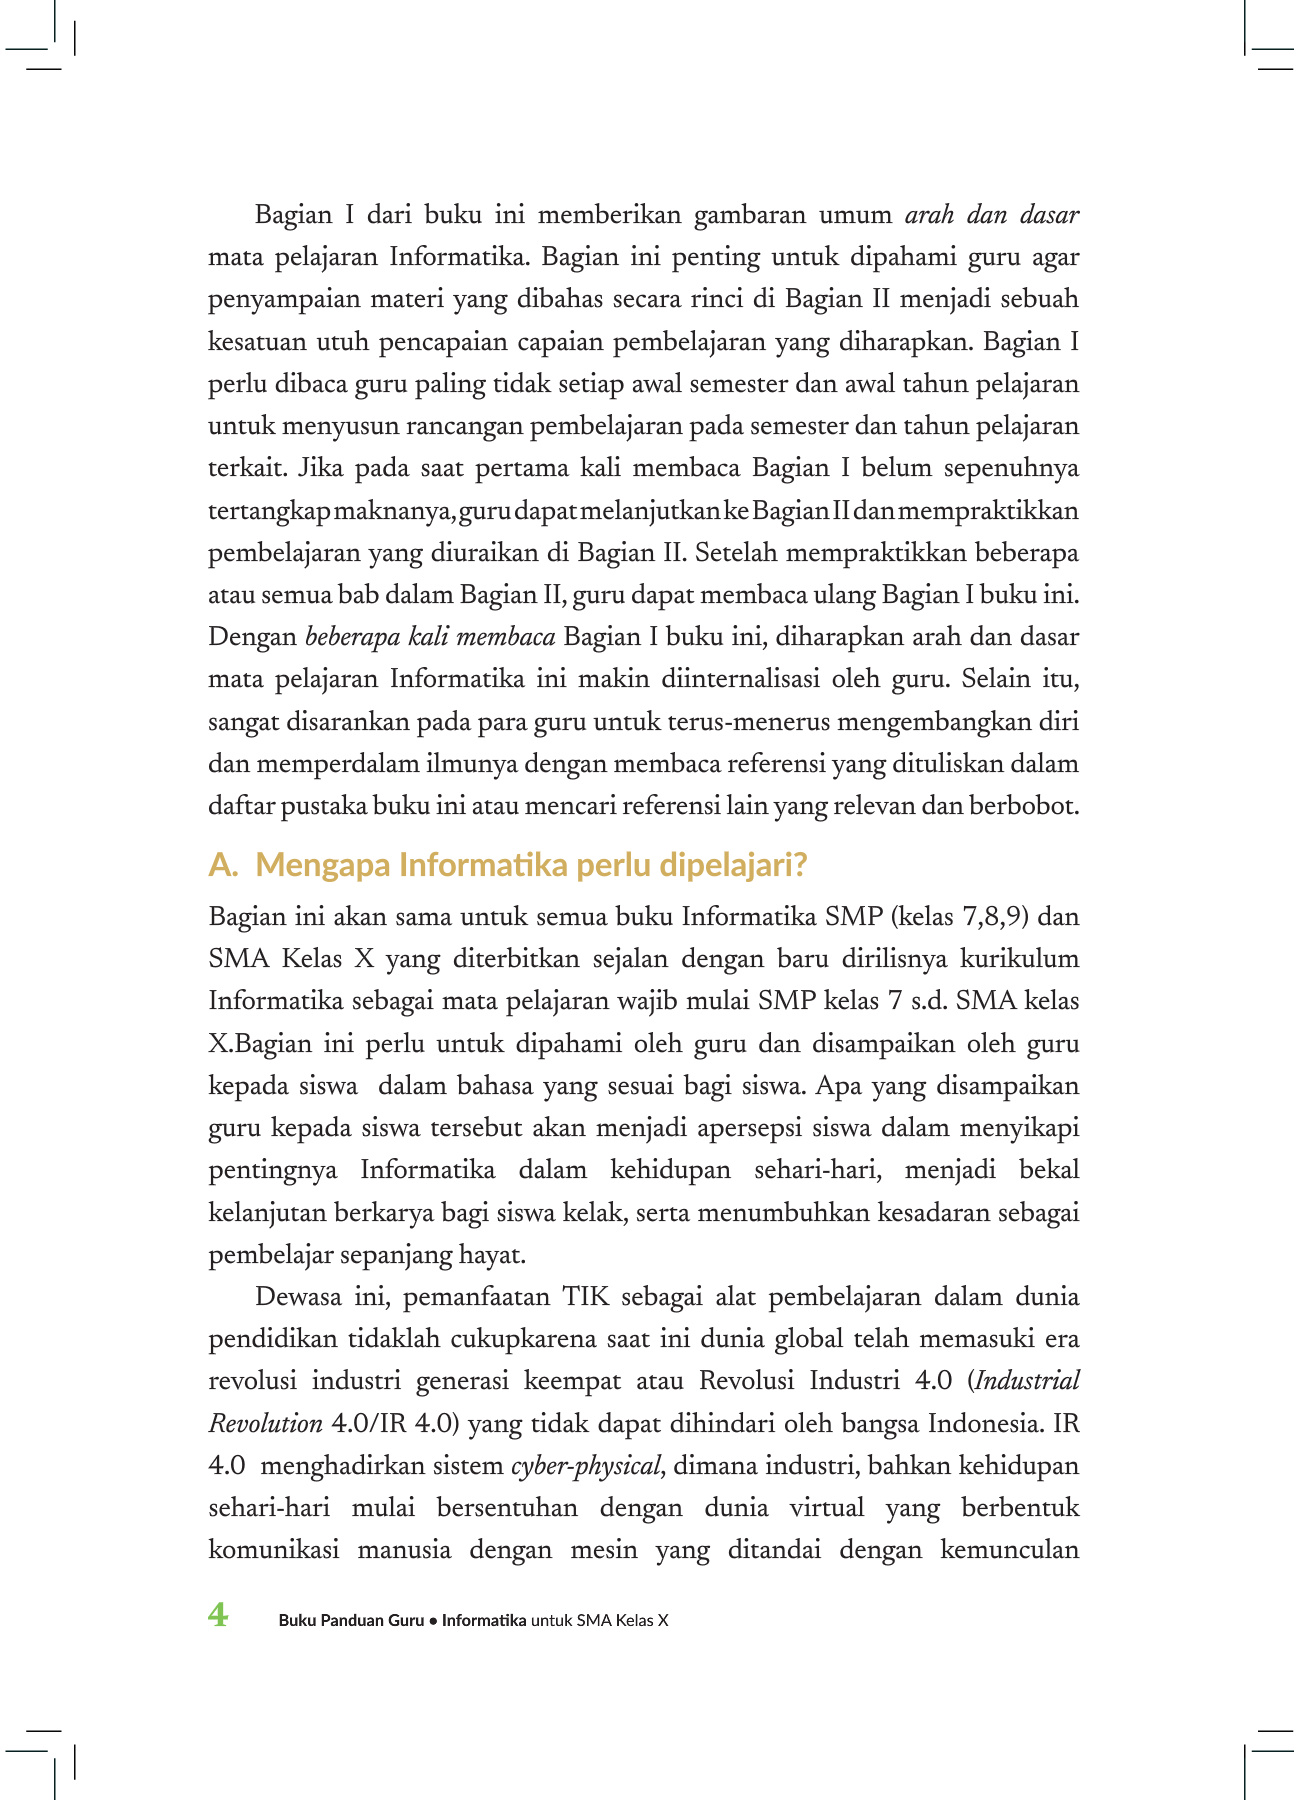 Bagian I dari buku ini memberikan gambaran umum arah dan dasar
mata pelajaran Informatika. Bagian ini penting untuk dipahami guru agar
penyampaian materi yang dibahas secara rinci di Bagian II menjadi sebuah
kesatuan utuh pencapaian capaian pembelajaran yang diharapkan. Bagian I
perlu dibaca guru paling tidak setiap awal semester dan awal tahun pelajaran
untuk menyusun rancangan pembelajaran pada semester dan tahun pelajaran
terkait. Jika pada saat pertama kali membaca Bagian I belum sepenuhnya
tertangkap maknanya, guru dapat melanjutkan ke Bagian II dan mempraktikkan
pembelajaran yang diuraikan di Bagian II. Setelah mempraktikkan beberapa
atau semua bab dalam Bagian II, guru dapat membaca ulang Bagian I buku ini.
Dengan beberapa kali membaca Bagian I buku ini, diharapkan arah dan dasar
mata pelajaran Informatika ini makin diinternalisasi oleh guru. Selain itu,
sangat disarankan pada para guru untuk terus-menerus mengembangkan diri
dan memperdalam ilmunya dengan membaca referensi yang dituliskan dalam
daftar pustaka buku ini atau mencari referensi lain yang relevan dan berbobot.
A. Mengapa Informatika perlu dipelajari?
Bagian ini akan sama untuk semua buku Informatika SMP (kelas 7,8,9) dan
SMA Kelas X yang diterbitkan sejalan dengan baru dirilisnya kurikulum
Informatika sebagai mata pelajaran wajib mulai SMP kelas 7 s.d. SMA kelas
X.Bagian ini perlu untuk dipahami oleh guru dan disampaikan oleh guru
kepada siswa dalam bahasa yang sesuai bagi siswa. Apa yang disampaikan
guru kepada siswa tersebut akan menjadi apersepsi siswa dalam menyikapi
pentingnya Informatika dalam kehidupan sehari-hari, menjadi bekal
kelanjutan berkarya bagi siswa kelak, serta menumbuhkan kesadaran sebagai
pembelajar sepanjang hayat.
Dewasa ini, pemanfaatan TIK sebagai alat pembelajaran dalam dunia
pendidikan tidaklah cukupkarena saat ini dunia global telah memasuki era
revolusi industri generasi keempat atau Revolusi Industri 4.0 (Industrial
Revolution 4.0/IR 4.0) yang tidak dapat dihindari oleh bangsa Indonesia. IR
4.0 menghadirkan sistem cyber-physical, dimana industri, bahkan kehidupan
sehari-hari mulai bersentuhan dengan dunia virtual yang berbentuk
komunikasi manusia dengan mesin yang ditandai dengan kemunculan
4 Buku Panduan Guru • Informatika untuk SMA Kelas X